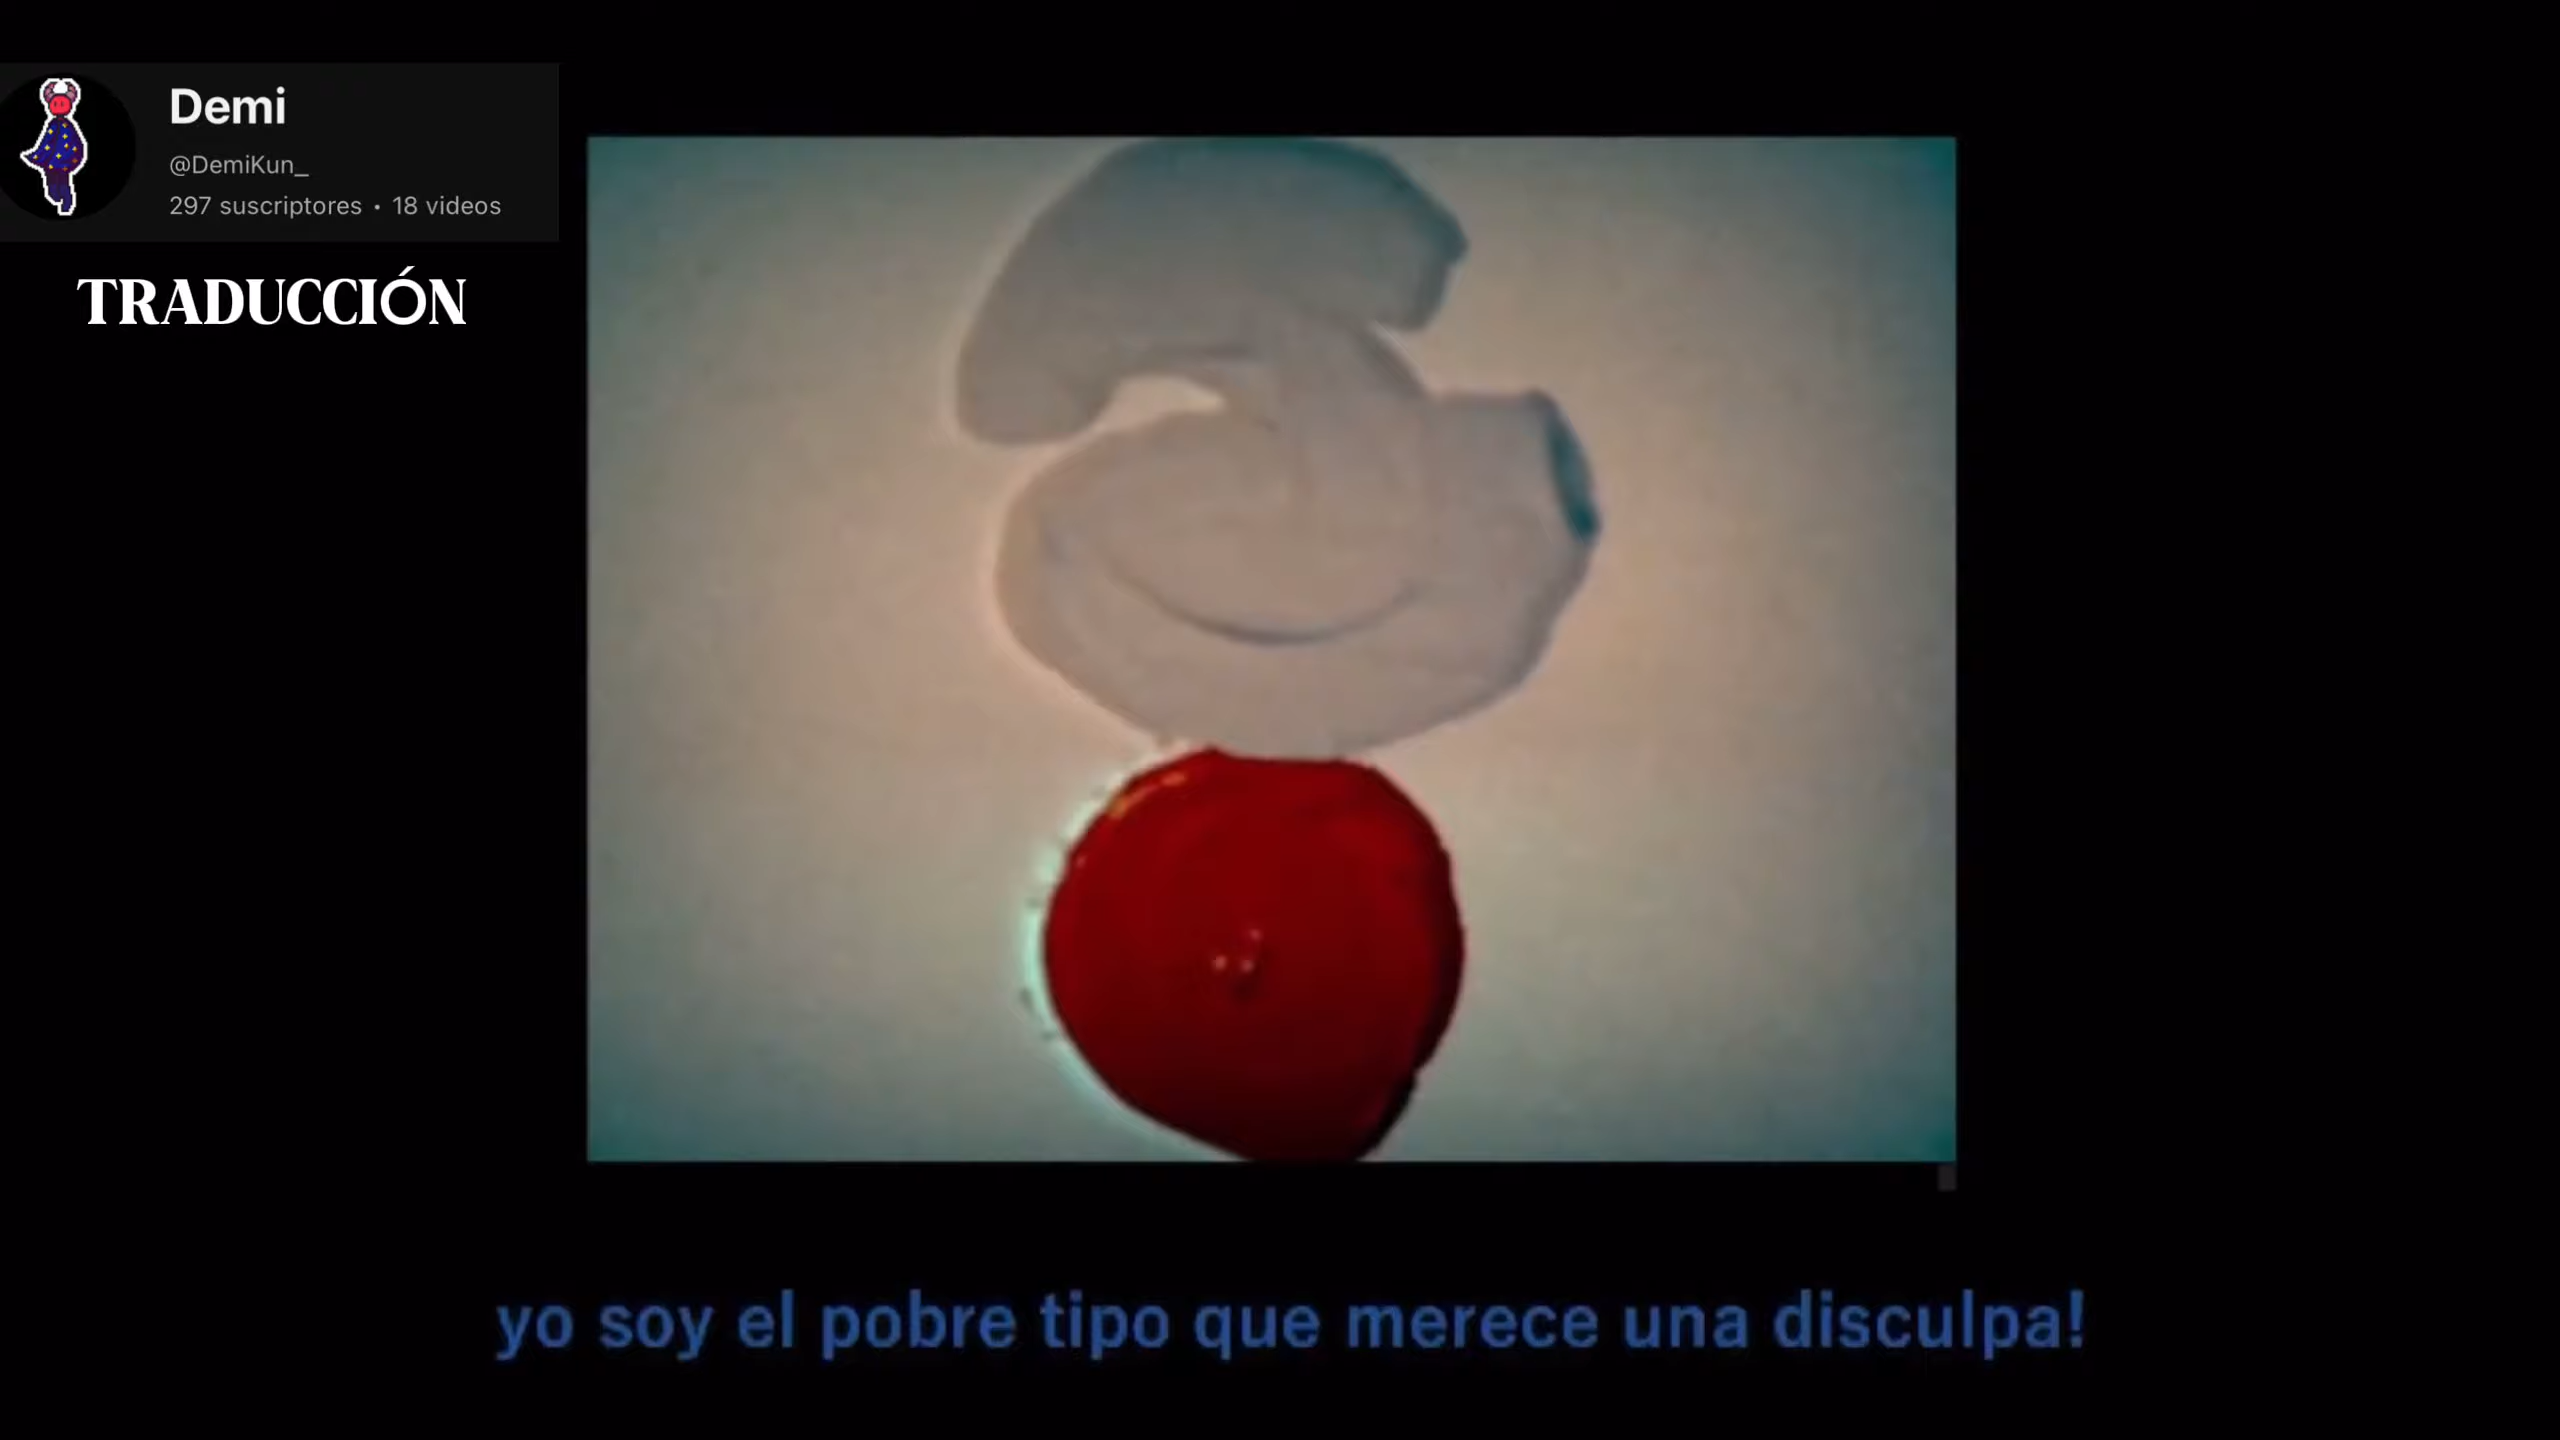 Demi
@DemiKun_
297 suscriptores • 18 videos
TRADUCCIÓN
yo soy el pobre tipo que merece una disculpa!